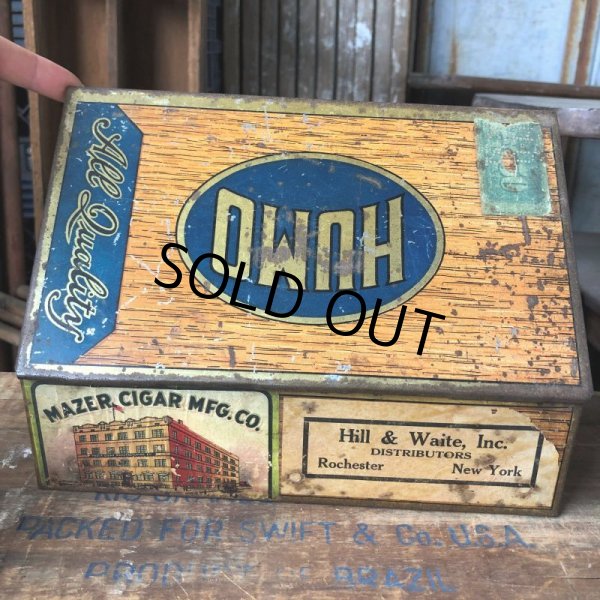 All Quality
HUMO
SOLD OUT
MAZER CIGAR MFG. CO.
Hill & Waite, Inc.
DISTRIBUTORS
Rochester New York
PACKED FOR SWIFT & Co. U.S.A.
BRAZIL